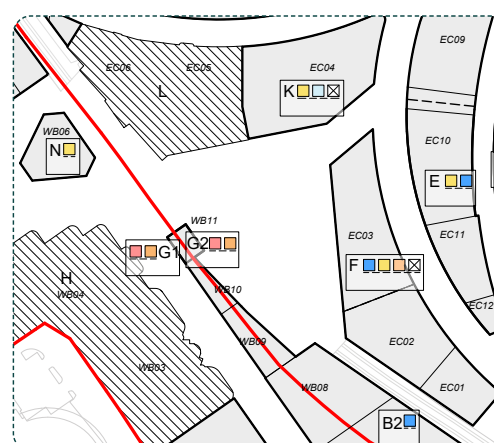 EC09
EC06
EC05
EC04
L
K
EC10
WB06
N
E
WB11
G1
G2
EC03
EC11
F
H
WB04
WB10
EC12
WB09
EC02
WB03
WB08
EC01
B2